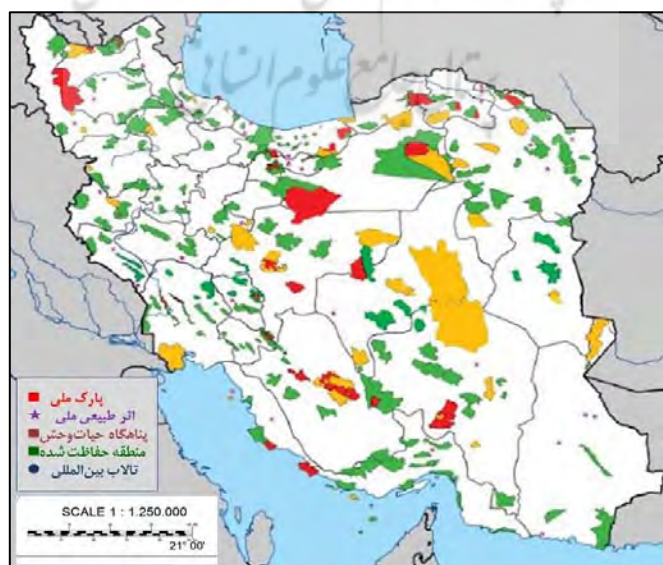 پارک ملی
اثر طبیعی ملی
پناهگاه حیات‌وحش
منطقه حفاظت شده
تالاب بین‌المللی
SCALE 1 : 1.250.000
21° 00'